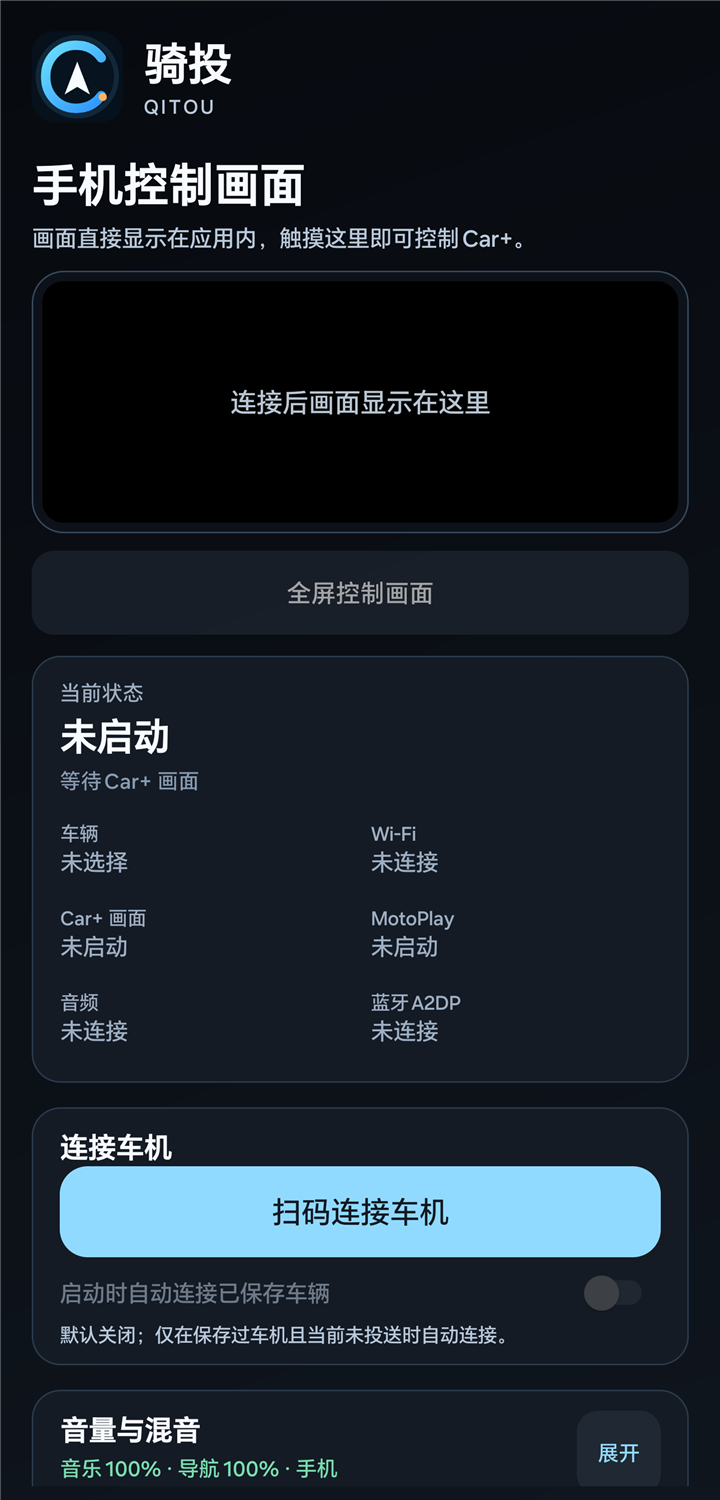 骑投
QITOU
手机控制画面
画面直接显示在应用内，触摸这里即可控制 Car+。
连接后画面显示在这里
全屏控制画面
当前状态
未启动
等待 Car+ 画面
车辆
未选择
Wi-Fi
未连接
Car+ 画面
未启动
MotoPlay
未启动
音频
未连接
蓝牙 A2DP
未连接
连接车机
扫码连接车机
启动时自动连接已保存车辆
默认关闭；仅在保存过车机且当前未投送时自动连接。
音量与混音
音乐 100% · 导航 100% · 手机
展开